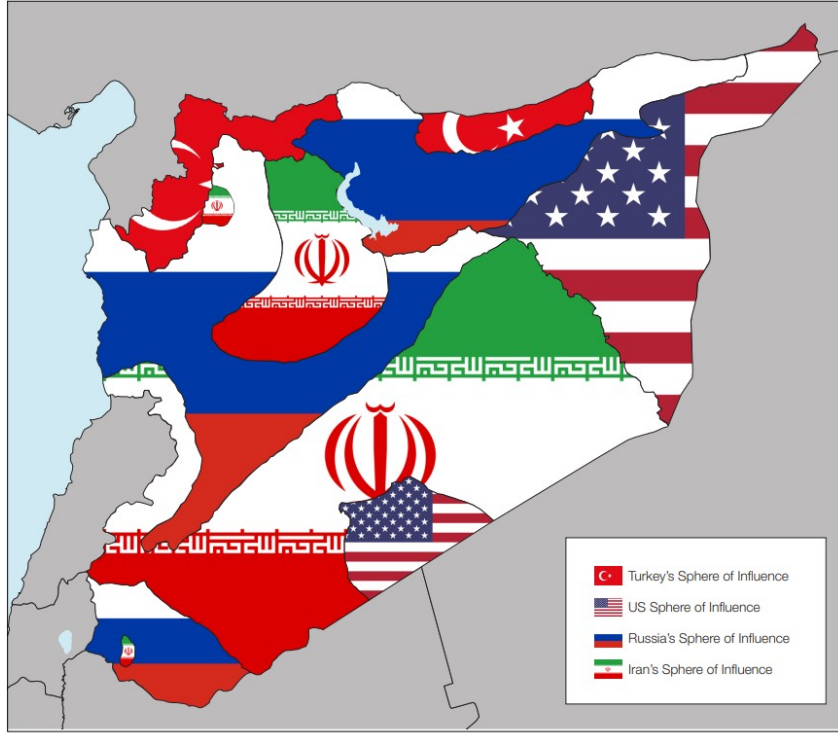 Turkey's Sphere of Influence
US Sphere of Influence
Russia's Sphere of Influence
Iran's Sphere of Influence